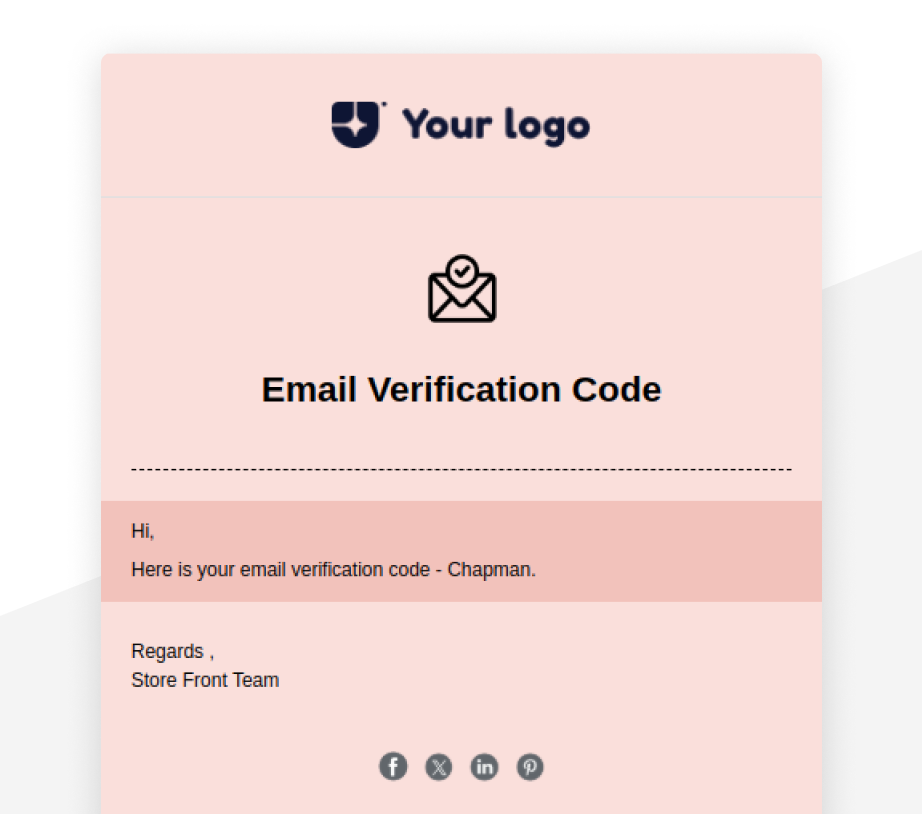 Your logo
Email Verification Code
Hi,
Here is your email verification code - Chapman.
Regards ,
Store Front Team